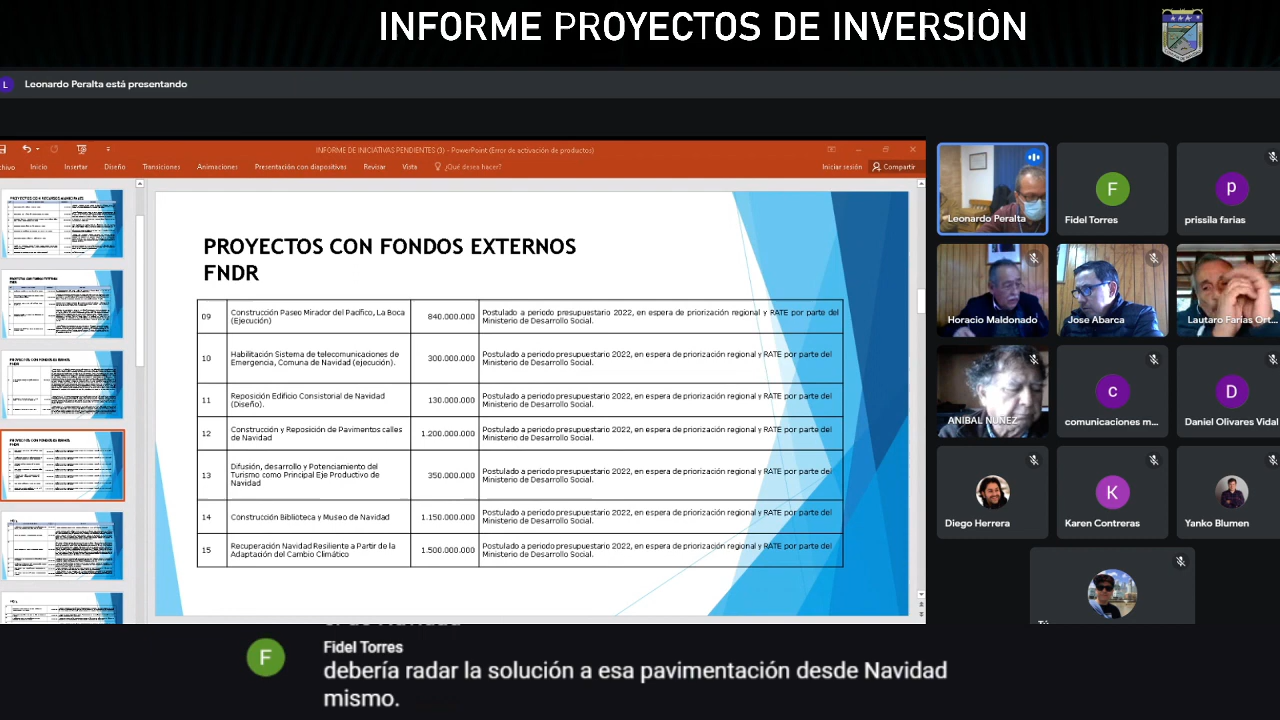 INFORME PROYECTOS DE INVERSIÓN
L
Leonardo Peralta está presentando
INFORME DE INICIATIVAS PENDIENTES (3) - PowerPoint (Error de activación de productos)
chivo Inicio Insertar Diseño Transiciones Animaciones Presentación con diapositivas Revisar Vista ¿Qué desea hacer? Iniciar sesión Compartir
PROYECTOS CON FONDOS EXTERNOS
FNDR
09 Construcción Paseo Mirador del Pacífico, La Boca (Ejecución) 840.000.000 Postulado a periodo presupuestario 2022, en espera de priorización regional y RATE por parte del Ministerio de Desarrollo Social.
10 Habilitación Sistema de telecomunicaciones de Emergencia, Comuna de Navidad (ejecución). 300.000.000 Postulado a periodo presupuestario 2022, en espera de priorización regional y RATE por parte del Ministerio de Desarrollo Social.
11 Reposición Edificio Consistorial de Navidad (Diseño). 130.000.000 Postulado a periodo presupuestario 2022, en espera de priorización regional y RATE por parte del Ministerio de Desarrollo Social.
12 Construcción y Reposición de Pavimentos calles de Navidad 1.200.000.000 Postulado a periodo presupuestario 2022, en espera de priorización regional y RATE por parte del Ministerio de Desarrollo Social.
13 Difusión, desarrollo y Potenciamiento del Turismo como Principal Eje Productivo de Navidad 350.000.000 Postulado a periodo presupuestario 2022, en espera de priorización regional y RATE por parte del Ministerio de Desarrollo Social.
14 Construcción Biblioteca y Museo de Navidad 1.150.000.000 Postulado a periodo presupuestario 2022, en espera de priorización regional y RATE por parte del Ministerio de Desarrollo Social.
15 Recuperación Navidad Resiliente a Partir de la Adaptación del Cambio Climático 1.500.000.000 Postulado a periodo presupuestario 2022, en espera de priorización regional y RATE por parte del Ministerio de Desarrollo Social.
Leonardo Peralta
F
Fidel Torres
p
prissila farias
Horacio Maldonado
Jose Abarca
Lautaro Farías Ort...
ANIBAL NUÑEZ
c
comunicaciones m...
D
Daniel Olivares Vidal
Diego Herrera
K
Karen Contreras
Yanko Blumen
F
Fidel Torres
debería radar la solución a esa pavimentación desde Navidad
mismo.